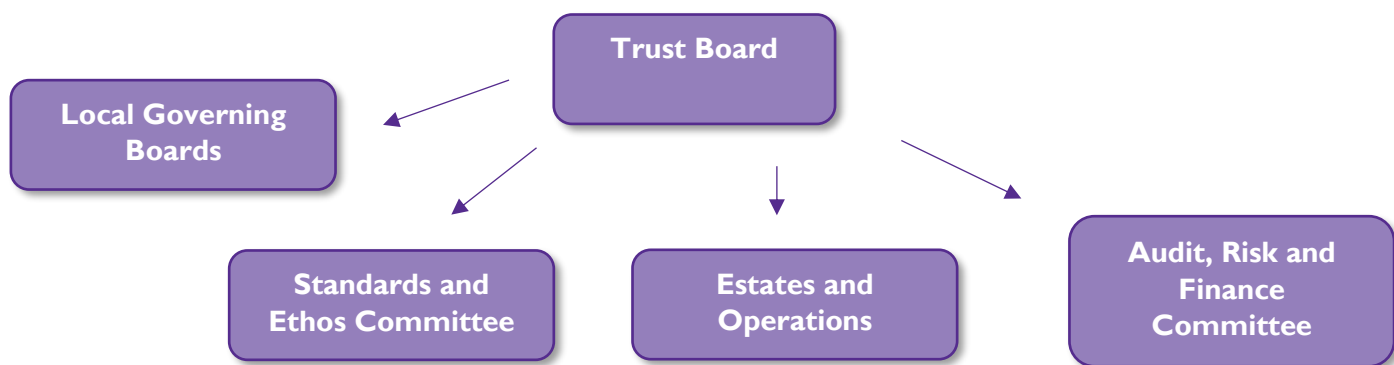 Trust Board
Local Governing
Boards
Standards and
Ethos Committee
Estates and
Operations
Audit, Risk and
Finance
Committee